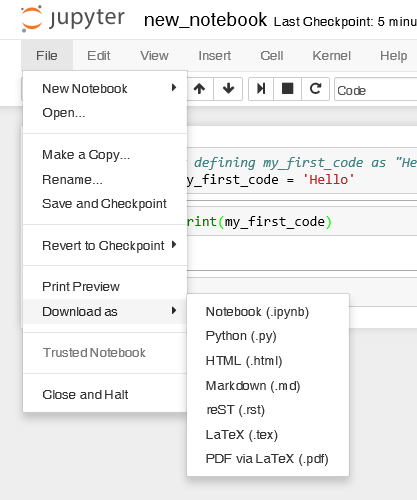 jupyter new_notebook Last Checkpoint: 5 minu
File Edit View Insert Cell Kernel Help
New Notebook
Open...
Code
Make a Copy...
defining my_first_code as "He
Rename...
y_first_code = 'Hello'
Save and Checkpoint
rint(my_first_code)
Revert to Checkpoint
Print Preview
Download as
Notebook (.ipynb)
Python (.py)
Trusted Notebook
HTML (.html)
Markdown (.md)
Close and Halt
reST (.rst)
LaTeX (.tex)
PDF via LaTeX (.pdf)